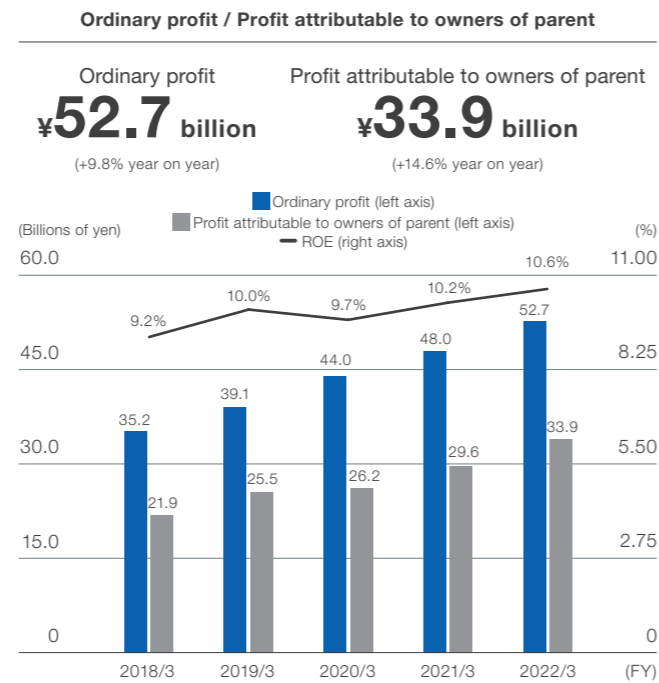 Ordinary profit / Profit attributable to owners of parent
Ordinary profit
¥52.7 billion
(+9.8% year on year)
Profit attributable to owners of parent
¥33.9 billion
(+14.6% year on year)
Ordinary profit (left axis)
Profit attributable to owners of parent (left axis)
ROE (right axis)
(Billions of yen)
(%)
60.0
45.0
30.0
15.0
0
11.00
8.25
5.50
2.75
0
9.2%
10.0%
9.7%
10.2%
10.6%
35.2
21.9
39.1
25.5
44.0
26.2
48.0
29.6
52.7
33.9
2018/3
2019/3
2020/3
2021/3
2022/3
(FY)